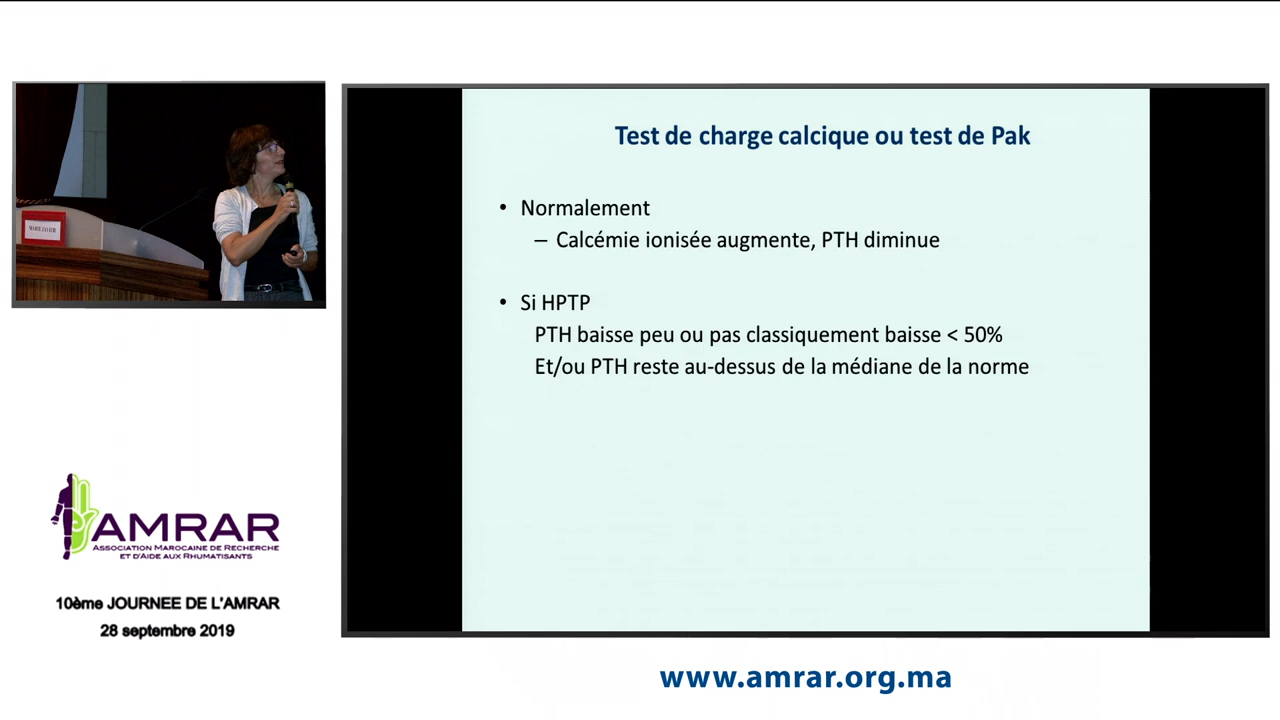 Test de charge calcique ou test de Pak
• Normalement
– Calcémie ionisée augmente, PTH diminue
• Si HPTP
PTH baisse peu ou pas classiquement baisse < 50%
Et/ou PTH reste au-dessus de la médiane de la norme
AMRAR
ASSOCIATION MAROCAINE DE RECHERCHE
ET D'AIDE AUX RHUMATISANTS
10ème JOURNEE DE L'AMRAR
28 septembre 2019
www.amrar.org.ma